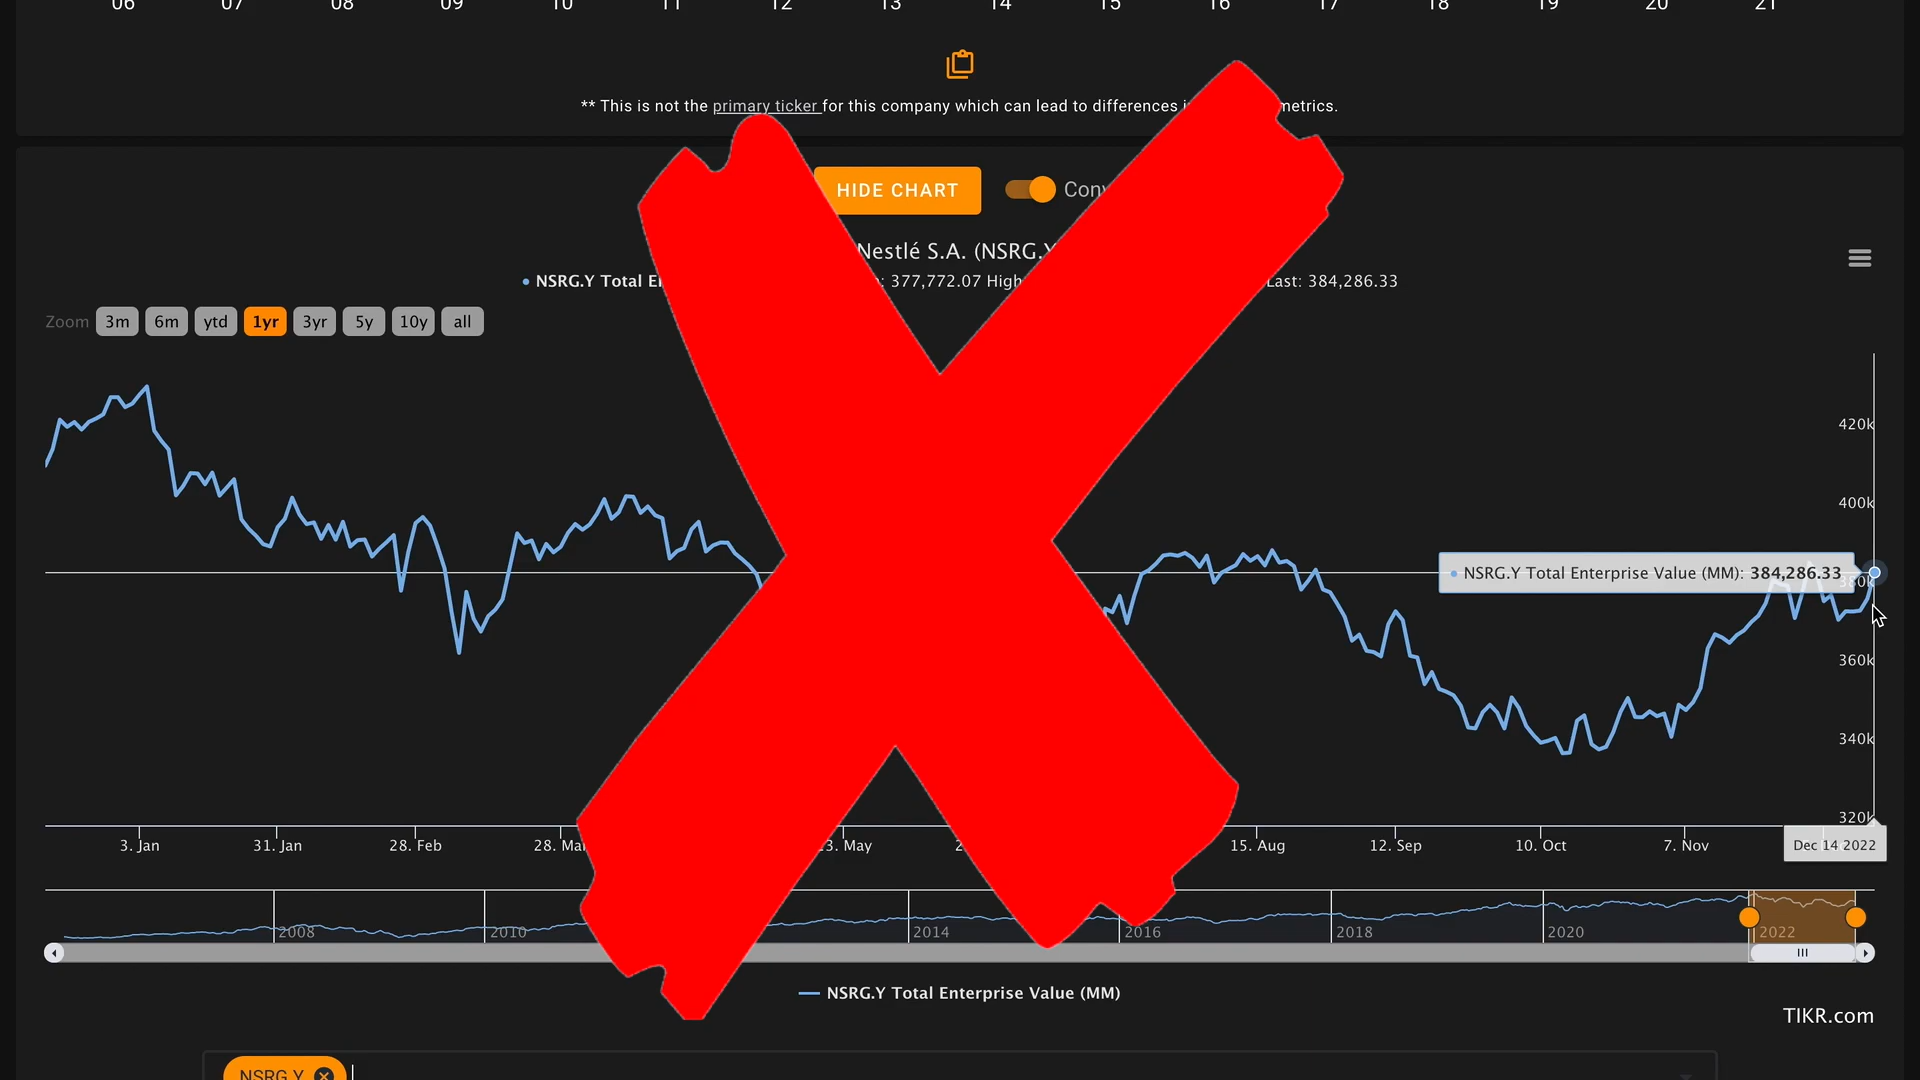 06 07 08 09 10 11 12 13 14 15 16 17 18 19 20 21
** This is not the primary ticker for this company which can lead to differences metrics.
HIDE CHART
Nestlé S.A. (NSRG.Y
NSRG.Y Total : 377,772.07 High Last: 384,286.33
Zoom 3m 6m ytd 1yr 3yr 5y 10y all
420k
400k
NSRG.Y Total Enterprise Value (MM): 384,286.33
380k
360k
340k
320k
3. Jan 31. Jan 28. Feb 28. Mar May 15. Aug 12. Sep 10. Oct 7. Nov Dec 14 2022
2008 2010 2014 2016 2018 2020 2022
NSRG.Y Total Enterprise Value (MM)
TIKR.com
NSRG.Y